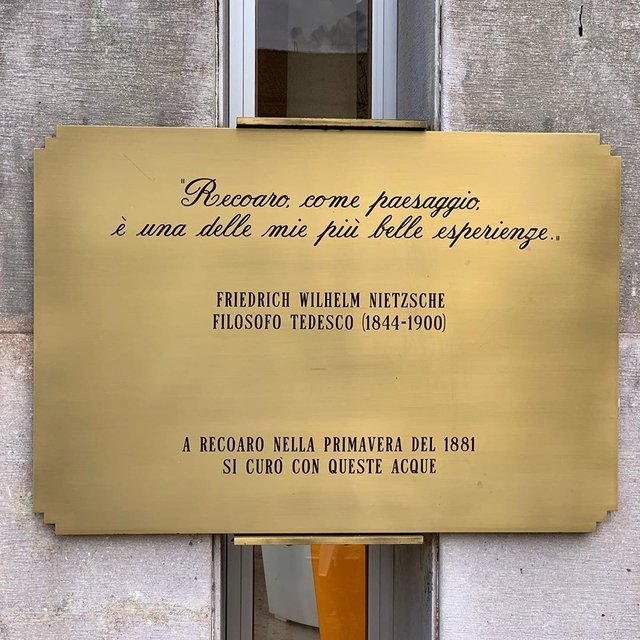 "Recoaro, come paesaggio,
è una delle mie più belle esperienze."
FRIEDRICH WILHELM NIETZSCHE
FILOSOFO TEDESCO (1844-1900)
A RECOARO NELLA PRIMAVERA DEL 1881
SI CURÒ CON QUESTE ACQUE